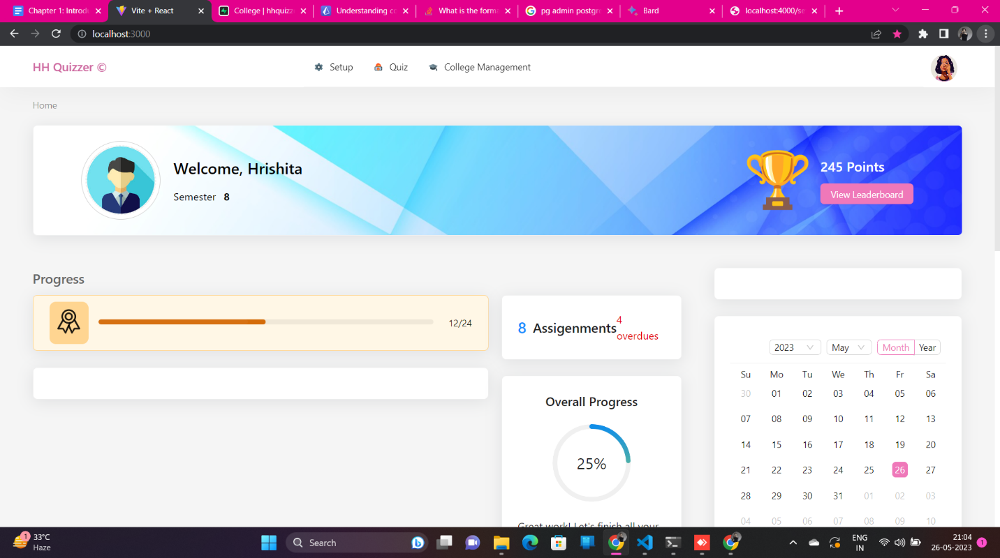 Chapter 1: Introdu
Vite + React
College | hhquizz
Understanding co
What is the forma
pg admin postgre
Bard
localhost:4000/se
localhost:3000
HH Quizzer ©
Setup
Quiz
College Management
Home
Welcome, Hrishita
Semester 8
245 Points
View Leaderboard
Progress
12/24
8 Assigenments
4
overdues
Overall Progress
25%
Great work! Let's finish all your
2023 May Month Year
Su Mo Tu We Th Fr Sa
30 01 02 03 04 05 06
07 08 09 10 11 12 13
14 15 16 17 18 19 20
21 22 23 24 25 26 27
28 29 30 31 01 02 03
04 05 06 07 08 09 10
1
33°C
Haze
Search
ENG
IN
21:04
26-05-2023
1